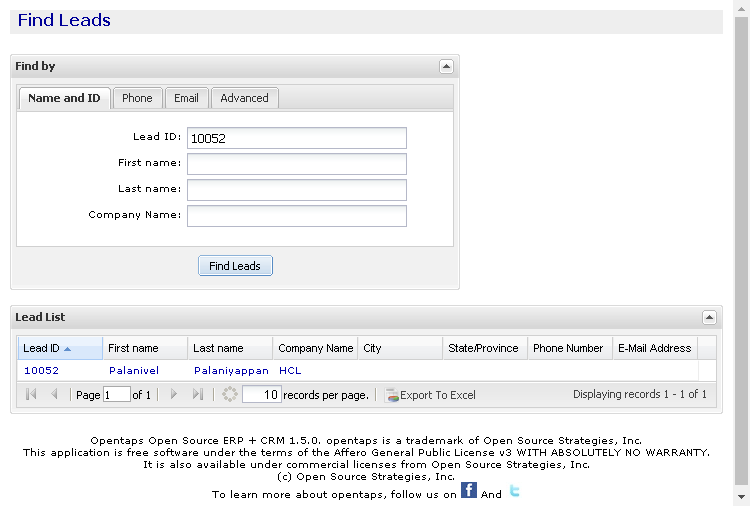 Find Leads
Find by
Name and ID Phone Email Advanced
Lead ID: 10052
First name:
Last name:
Company Name:
Find Leads
Lead List
Lead ID First name Last name Company Name City State/Province Phone Number E-Mail Address
10052 Palanivel Palaniyappan HCL
Page 1 of 1 10 records per page. Export To Excel Displaying records 1 - 1 of 1
Opentaps Open Source ERP + CRM 1.5.0. opentaps is a trademark of Open Source Strategies, Inc.
This application is free software under the terms of the Affero General Public License v3 WITH ABSOLUTELY NO WARRANTY.
It is also available under commercial licenses from Open Source Strategies, Inc.
(c) Open Source Strategies, Inc.
To learn more about opentaps, follow us on f And t